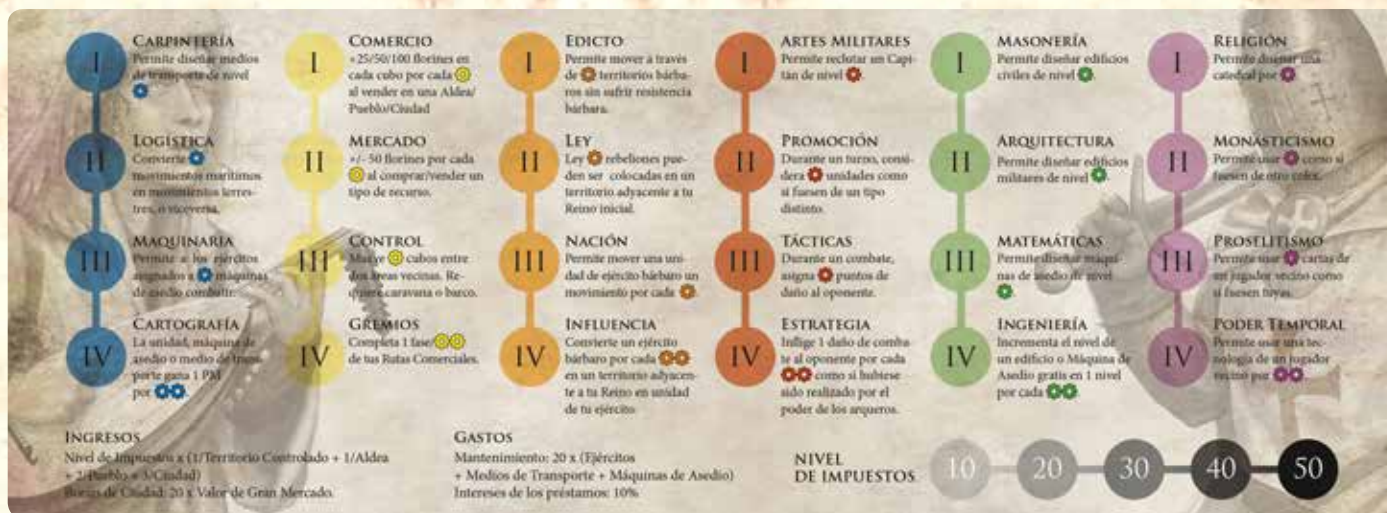 I
CARPINTERÍA
Permite diseñar medios
de transporte de nivel
II
LOGÍSTICA
Convierte
movimientos marítimos
en movimientos terres-
tres, o viceversa.
III
MAQUINARIA
Permite a los ejércitos
asignados a máquinas
de asedio combatir.
IV
CARTOGRAFÍA
La unidad, máquina de
asedio o medio de trans-
porte gana 1 PM
por
I
COMERCIO
+25/50/100 florines en
cada cubo por cada
al vender en una Aldea/
Pueblo/Ciudad
II
MERCADO
+/- 50 florines por cada
al comprar/vender un
tipo de recurso.
III
CONTROL
Mueve cubos entre
dos áreas vecinas. Re-
quiere caravana o barco.
IV
GREMIOS
Completa 1 fase/
de tus Rutas Comerciales.
I
EDICTO
Permite mover a través
de territorios bárba-
ros sin sufrir resistencia
bárbara.
II
LEY
Ley rebeliones pue-
den ser colocadas en un
territorio adyacente a tu
Reino inicial.
III
NACIÓN
Permite mover una uni-
dad de ejército bárbaro un
movimiento por cada .
IV
INFLUENCIA
Convierte un ejército
bárbaro por cada
en un territorio adyacen-
te a tu Reino en unidad
de tu ejército
I
ARTES MILITARES
Permite reclutar un Capi-
tán de nivel .
II
PROMOCIÓN
Durante un turno, consi-
dera unidades como
si fuesen de un tipo
distinto.
III
TÁCTICAS
Durante un combate,
asigna puntos de
daño al oponente.
IV
ESTRATEGIA
Inflige 1 daño de comba-
te al oponente por cada
como si hubiese
sido realizado por el
poder de los arqueros.
I
MASONERÍA
Permite diseñar edificios
civiles de nivel .
II
ARQUITECTURA
Permite diseñar edificios
militares de nivel .
III
MATEMÁTICAS
Permite diseñar máqui-
nas de asedio de nivel
.
IV
INGENIERÍA
Incrementa el nivel de
un edificio o Máquina de
Asedio gratis en 1 nivel
por cada .
I
RELIGIÓN
Permite diseñar una
catedral por .
II
MONÁSTICISMO
Permite usar como si
fuesen de otro color.
III
PROSELITISMO
Permite usar cartas de
un jugador vecino como
si fuesen tuyas.
IV
PODER TEMPORAL
Permite usar una tec-
nología de un jugador
vecino por .
INGRESOS
Nivel de Impuestos x (1/Territorio Controlado + 1/Aldea
+ 2/Pueblo + 3/Ciudad)
Bonus de Ciudad: 20 x Valor de Gran Mercado.
GASTOS
Mantenimiento: 20 x (Ejércitos
+ Medios de Transporte + Máquinas de Asedio)
Intereses de los préstamos: 10%
NIVEL
DE IMPUESTOS
10 20 30 40 50